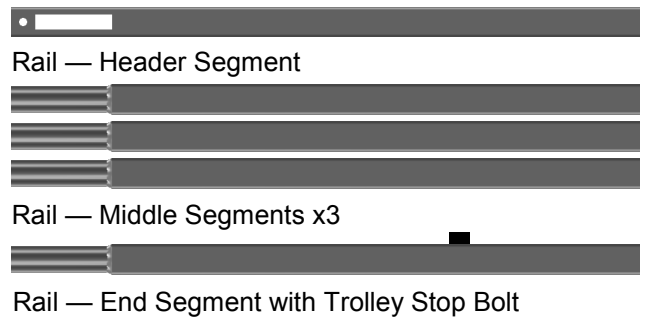 Rail — Header Segment
Rail — Middle Segments x3
Rail — End Segment with Trolley Stop Bolt